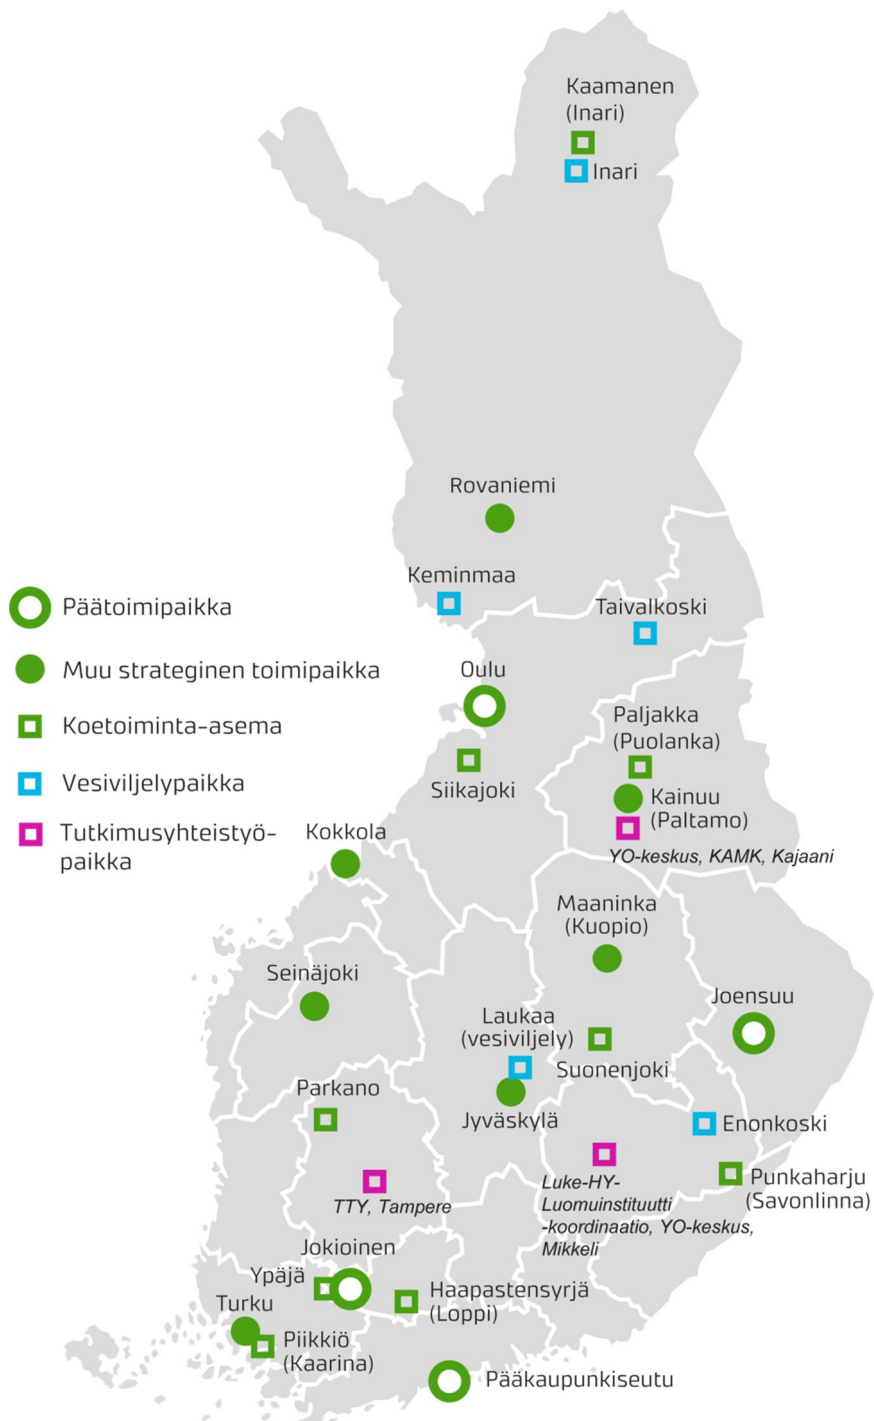 Kaamanen
(Inari)
Inari
Rovaniemi
Keminmaa
Taivalkoski
Päätoimipaikka
Muu strateginen toimipaikka
Koetoiminta-asema
Vesiviljelypaikka
Tutkimusyhteistyö-
paikka
Oulu
Siikajoki
Paljakka
(Puolanka)
Kainuu
(Paltamo)
YO-keskus, KAMK, Kajaani
Kokkola
Maaninka
(Kuopio)
Seinäjoki
Joensuu
Laukaa
(vesiviljely)
Suonenjoki
Jyväskylä
Parkano
Enonkoski
Punkaharju
(Savonlinna)
TTY, Tampere
Luke-HY-
Luomuinstituutti
-koordinaatio, YO-keskus,
Mikkeli
Jokioinen
Ypäjä
Haapastensyrjä
(Loppi)
Turku
Piikkiö
(Kaarina)
Pääkaupunkiseutu